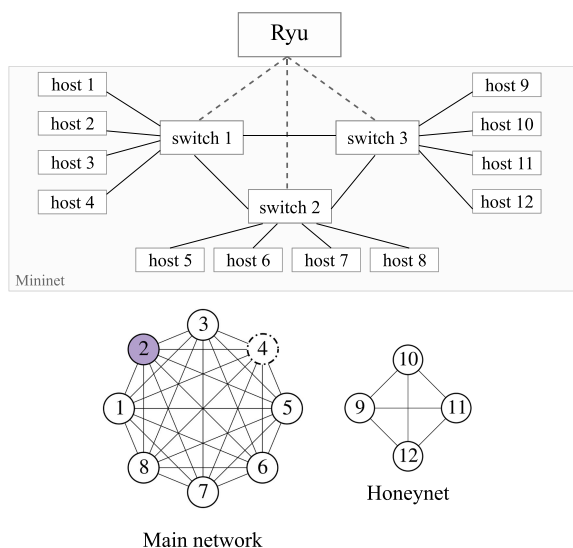 Ryu
host 1
host 9
host 2
host 10
switch 1
switch 3
host 3
host 11
host 4
host 12
switch 2
host 5
host 6
host 7
host 8
Mininet
3
2
4
10
1
5
9
11
8
6
12
7
Honeynet
Main network